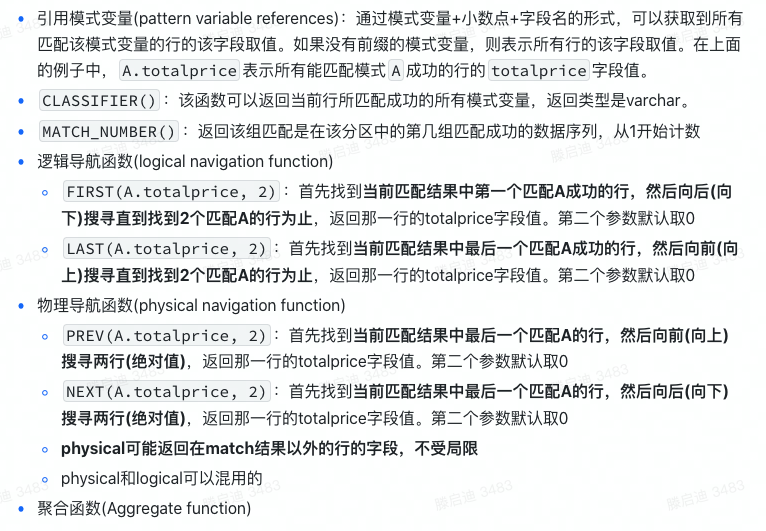 引用模式变量(pattern variable references)：通过模式变量+小数点+字段名的形式，可以获取到所有
匹配该模式变量的行的该字段取值。如果没有前缀的模式变量，则表示所有行的该字段取值。在上面
的例子中，A.totalprice表示所有能匹配模式A成功的行的totalprice字段值。
CLASSIFIER()：该函数可以返回当前行所匹配成功的所有模式变量，返回类型是varchar。
MATCH_NUMBER()：返回该组匹配是在该分区中的第几组匹配成功的数据序列，从1开始计数
逻辑导航函数(logical navigation function)
FIRST(A.totalprice, 2)：首先找到当前匹配结果中第一个匹配A成功的行，然后向后(向
下)搜寻直到找到2个匹配A的行为止，返回那一行的totalprice字段值。第二个参数默认取0
LAST(A.totalprice, 2)：首先找到当前匹配结果中最后一个匹配A成功的行，然后向前(向
上)搜寻直到找到2个匹配A的行为止，返回那一行的totalprice字段值。第二个参数默认取0
物理导航函数(physical navigation function)
PREV(A.totalprice, 2)：首先找到当前匹配结果中最后一个匹配A的行，然后向前(向上)
搜寻两行(绝对值)，返回那一行的totalprice字段值。第二个参数默认取0
NEXT(A.totalprice, 2)：首先找到当前匹配结果中最后一个匹配A的行，然后向后(向下)
搜寻两行(绝对值)，返回那一行的totalprice字段值。第二个参数默认取0
physical可能返回在match结果以外的行的字段，不受局限
physical和logical可以混用的
聚合函数(Aggregate function)